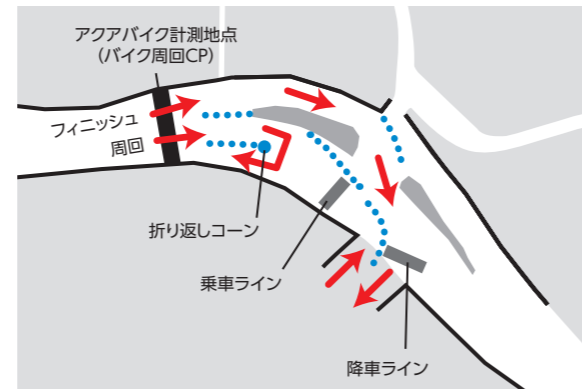 アクアバイク計測地点
(バイク周回CP)
フィニッシュ
周回
折り返しコーン
乗車ライン
降車ライン